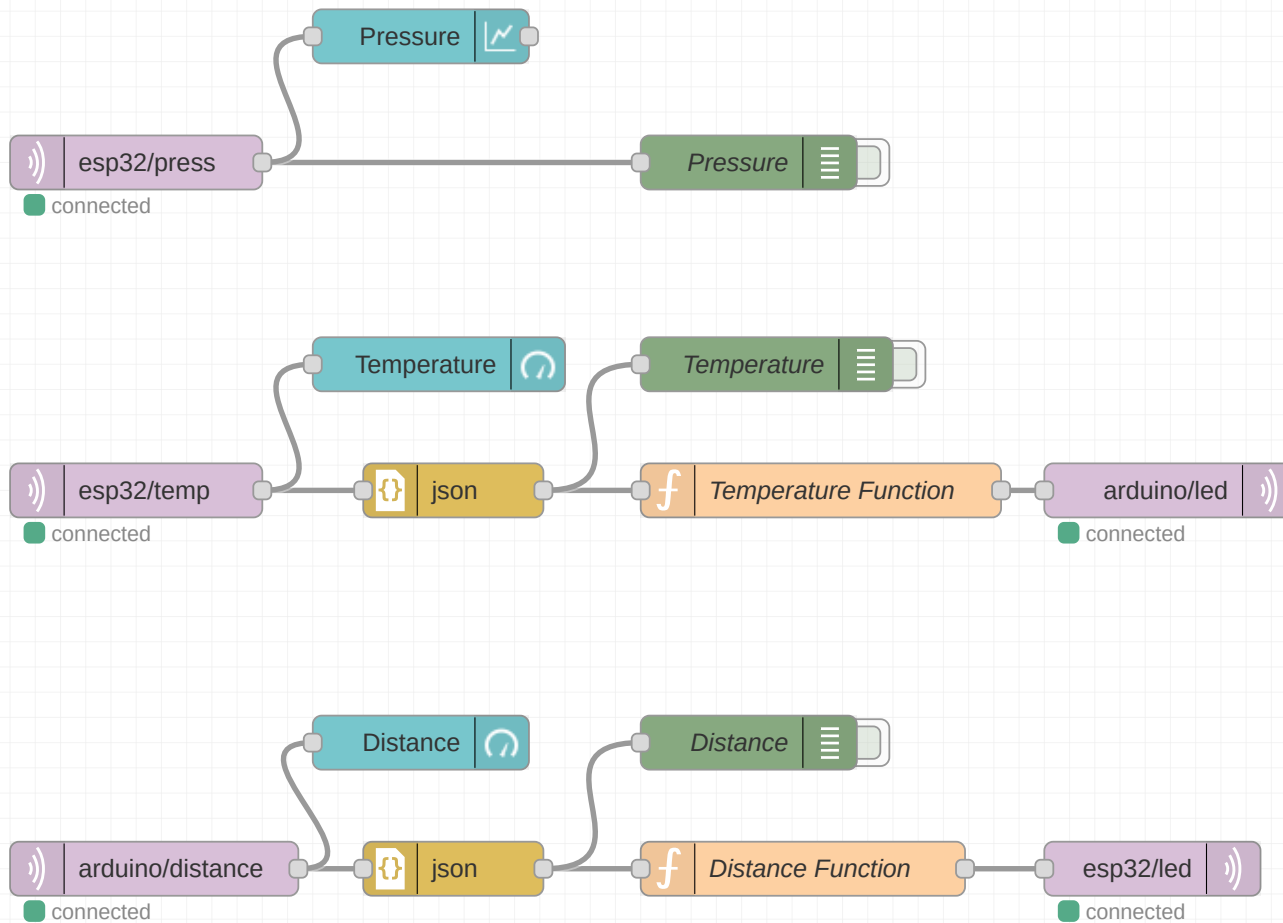 Pressure
esp32/press
Pressure
connected
Temperature
Temperature
esp32/temp
{} json
Temperature Function
arduino/led
connected
connected
Distance
Distance
arduino/distance
{} json
Distance Function
esp32/led
connected
connected